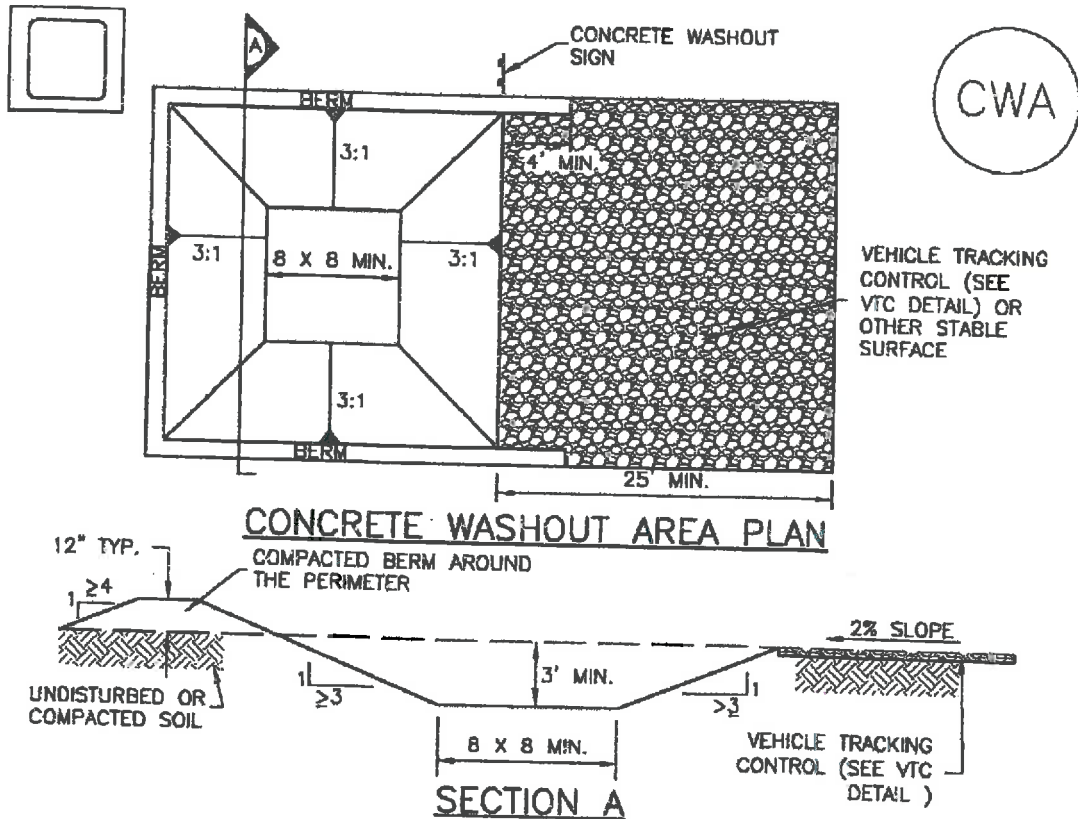 A
CONCRETE WASHOUT
SIGN
CWA
BERM
3:1
4' MIN.
BERM
3:1
8 X 8 MIN.
3:1
VEHICLE TRACKING
CONTROL (SEE
VTC DETAIL) OR
OTHER STABLE
SURFACE
3:1
BERM
25' MIN.
CONCRETE WASHOUT AREA PLAN
12" TYP.
COMPACTED BERM AROUND
THE PERIMETER
1
≥4
2% SLOPE
UNDISTURBED OR
COMPACTED SOIL
1
≥3
3' MIN.
1
>3
8 X 8 MIN.
VEHICLE TRACKING
CONTROL (SEE VTC
DETAIL )
SECTION A